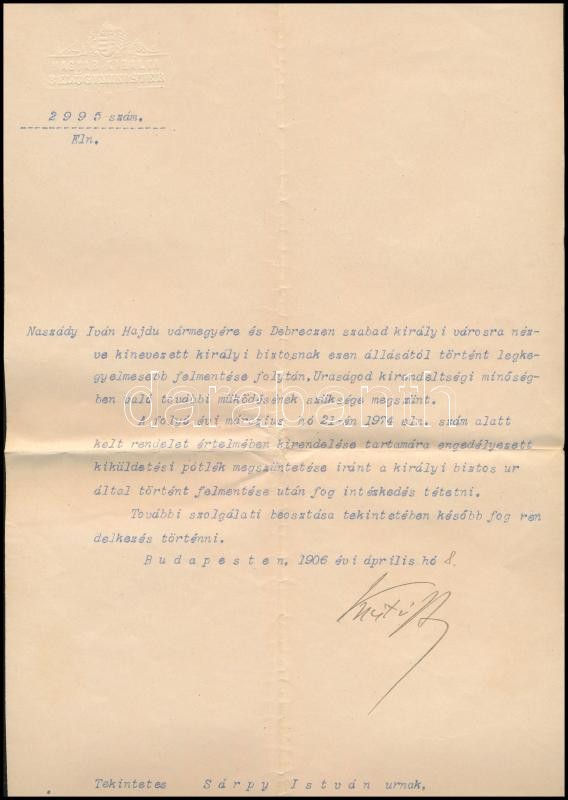 MAGYAR KIRÁLYI
BELÜGYMINISTER
2995 szám.
Eln.
Naszády Iván Hajdu vármegyére és Debreczen szabad királyi városra néz-
ve kinevezett királyi biztosnak ezen állásától történt legke-
gyelmesebb felmentése folytán, Uraságod kirendeltségi minőség-
ben való további működésének szüksége megszünt.
A folyó évi március hó 21-én 1974 eln. szám alatt
kelt rendelet értelmében kirendelése tartamára engedélyezett
kiküldetési pótlék megszüntetése iránt a királyi biztos ur
által történt felmentése után fog intézkedés tétetni.
További szolgálati beosztása tekintetében később fog ren
delkezés történni.
Budapesten, 1906 évi április hó 8.
Tekintetes Sárpy István urnak,
darabanth